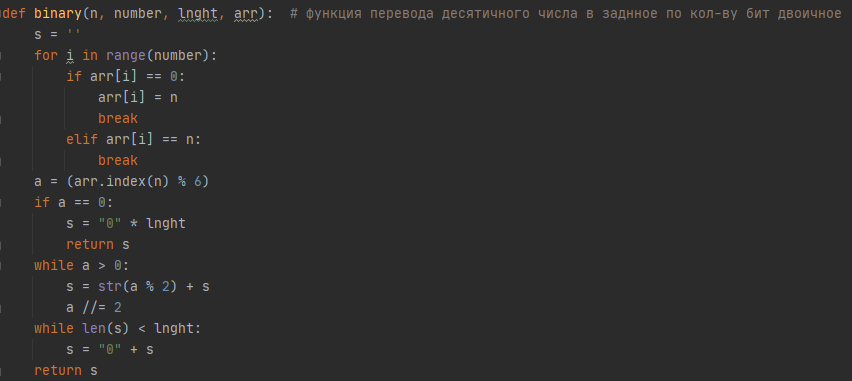 def binary(n, number, lnght, arr):  # функция перевода десятичного числа в заднное по кол-ву бит двоичное
    s = ''
    for i in range(number):
        if arr[i] == 0:
            arr[i] = n
            break
        elif arr[i] == n:
            break
    a = (arr.index(n) % 6)
    if a == 0:
        s = "0" * lnght
        return s
    while a > 0:
        s = str(a % 2) + s
        a //= 2
    while len(s) < lnght:
        s = "0" + s
    return s